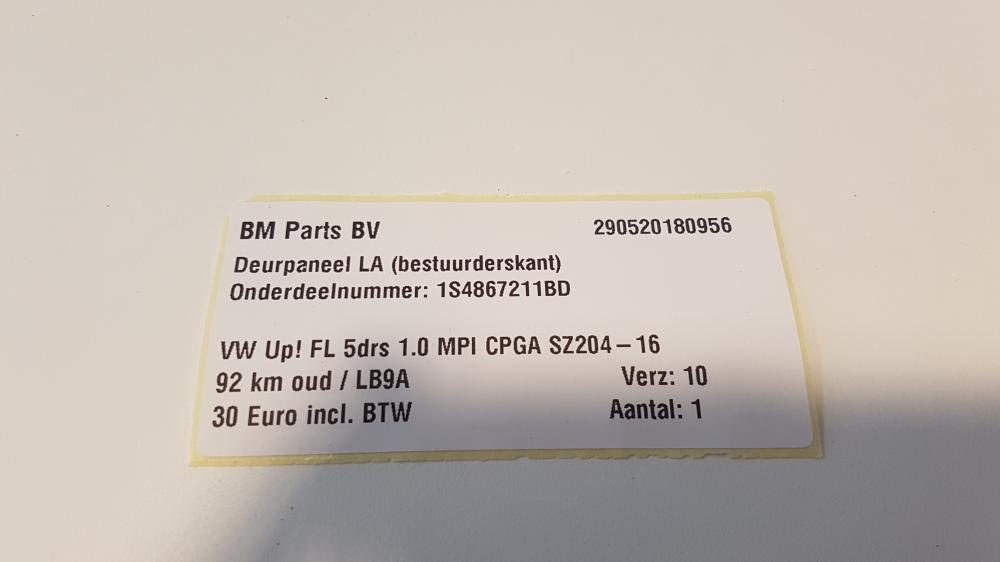 BM Parts BV 290520180956
Deurpaneel LA (bestuurderskant)
Onderdeelnummer: 1S4867211BD
VW Up! FL 5drs 1.0 MPI CPGA SZ204-16
92 km oud / LB9A Verz: 10
30 Euro incl. BTW Aantal: 1